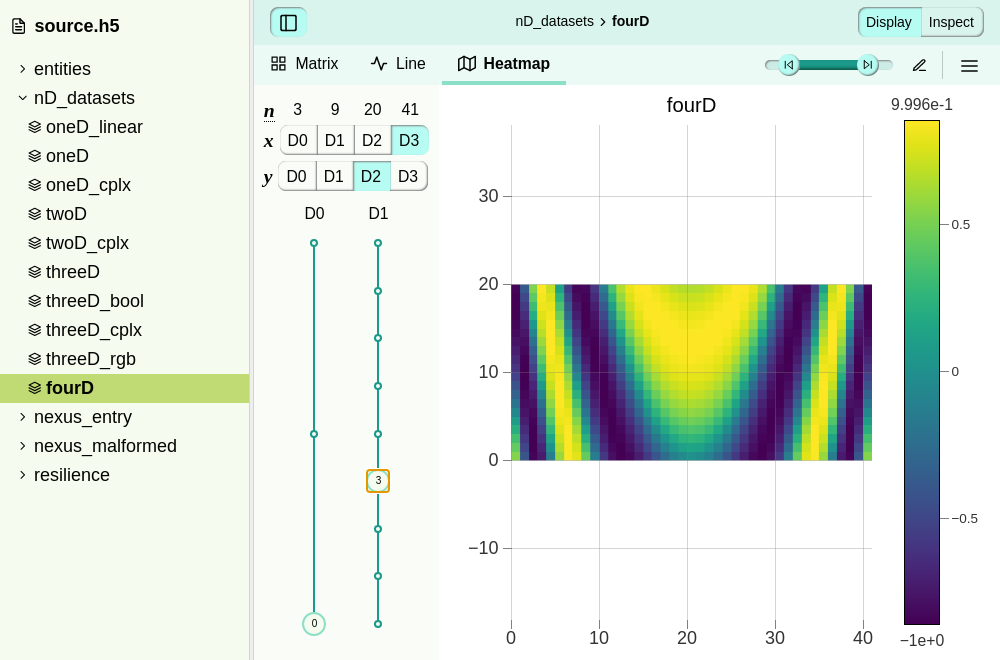 source.h5
nD_datasets > fourD
Display Inspect
entities
nD_datasets
oneD_linear
oneD
oneD_cplx
twoD
twoD_cplx
threeD
threeD_bool
threeD_cplx
threeD_rgb
fourD
nexus_entry
nexus_malformed
resilience
Matrix Line Heatmap
n 3 9 20 41
x D0 D1 D2 D3
y D0 D1 D2 D3
D0 D1
3
0
fourD
30
20
10
0
−10
0 10 20 30 40
9.996e-1
0.5
0
−0.5
−1e+0